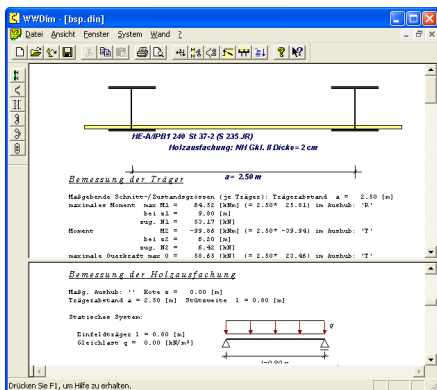 WWDim - [bsp.din]
Datei Ansicht Fenster System Wand ?
HE-A/IPB1 240 St 37-2 (S 235 JR)
Holzausfachung: NH Gkl. II Dicke= 2 cm
a= 2.50 m
Bemessung der Träger
Maßgebende Schnitt-/Zustandsgrössen (je Träger): Trägerabstand a = 2.50 [m]
maximales Moment max M1 = 64.52 [kNm] (= 2.50* 25.81) im Aushub: 'R'
bei z1 = 9.00 [m]
zug. N1 = 53.17 [kN]
Moment M2 = -99.86 [kNm] (= 2.50* -39.94) im Aushub: 'T'
bei z2 = 6.20 [m]
zug. N2 = 6.42 [kN]
maximale Querkraft max Q = 58.65 [kN] (= 2.50* 23.46) im Aushub: 'T'
Bemessung der Holzausfachung
Maßg. Aushub: '' Kote z = 0.00 [m]
Trägerabstand a = 2.50 [m] Stützweite l = 0.80 [m]
Statisches System:
Einfeldträger l = 0.80 [m]
Gleichlast q = 0.00 [kN/m²]
q
l=0.80 m
Drücken Sie F1, um Hilfe zu erhalten.